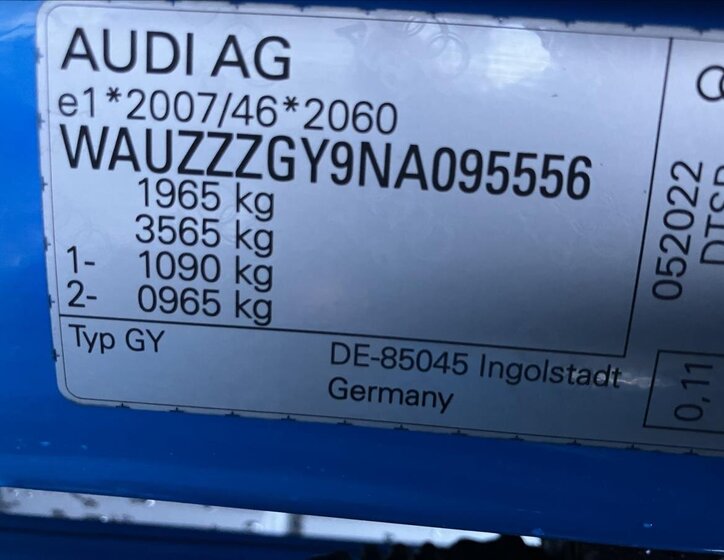 AUDI AG
e1*2007/46*2060
WAUZZZGY9NA095556
1965 kg
3565 kg
1- 1090 kg
2- 0965 kg
Typ GY
DE-85045 Ingolstadt
Germany
052022
0,11